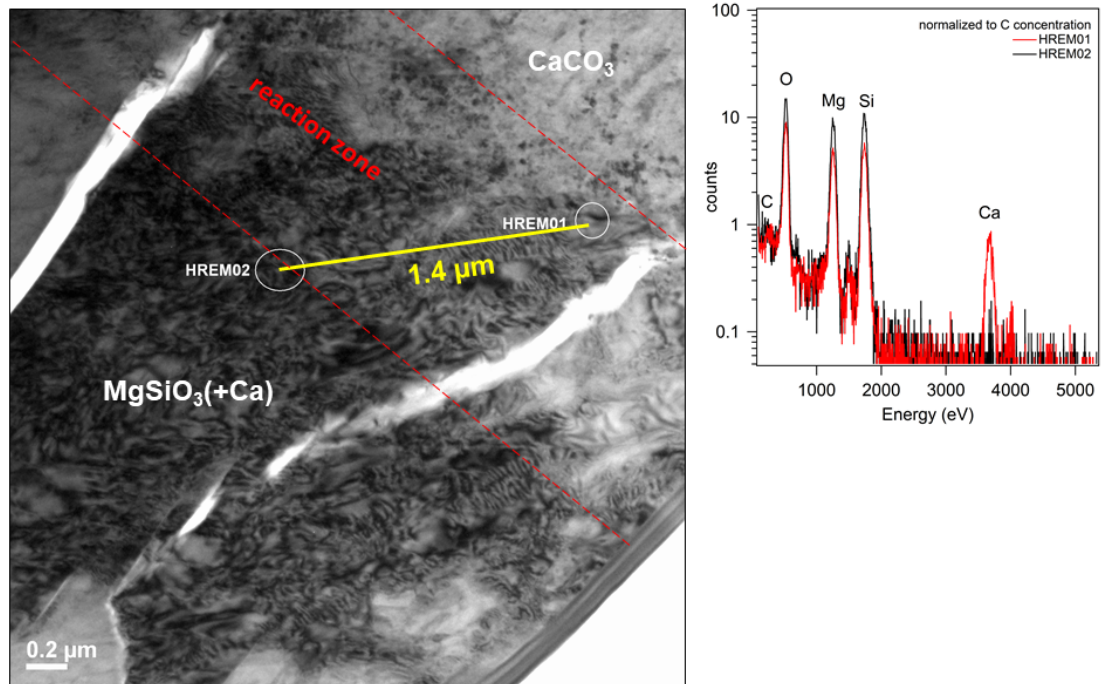 CaCO₃
reaction zone
HREM01
HREM02
1.4 µm
MgSiO₃(+Ca)
0.2 µm
normalized to C concentration
HREM01
HREM02
100
10
1
0.1
counts
C
O
Mg
Si
Ca
1000
2000
3000
4000
5000
Energy (eV)